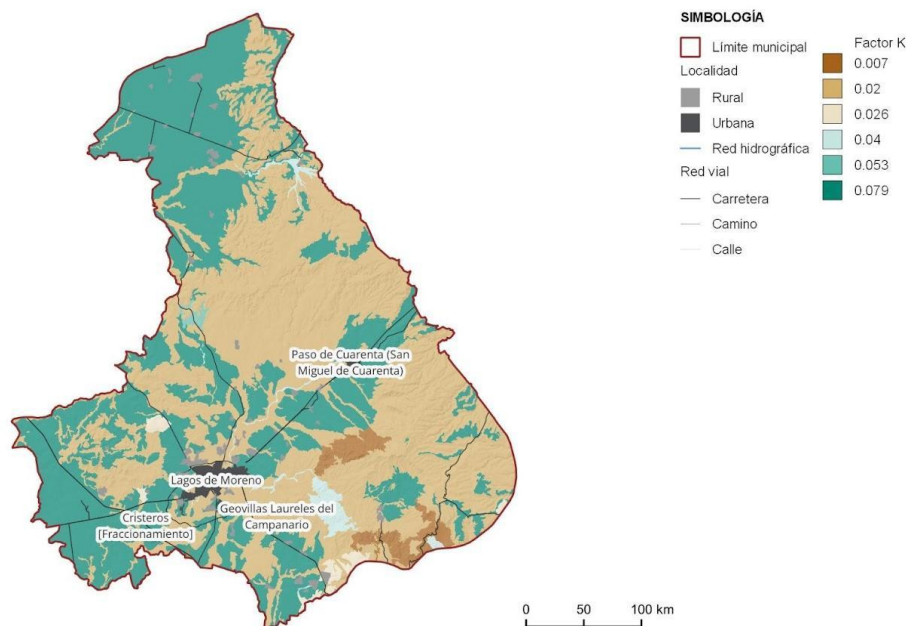 SIMBOLOGÍA
Límite municipal
Localidad
Rural
Urbana
Red hidrográfica
Red vial
Carretera
Camino
Calle
Factor K
0.007
0.02
0.026
0.04
0.053
0.079
Paso de Cuarenta (San
Miguel de Cuarenta)
Lagos de Moreno
Geovillas Laureles del
Campanario
Cristeros
[Fraccionamiento]
0 50 100 km